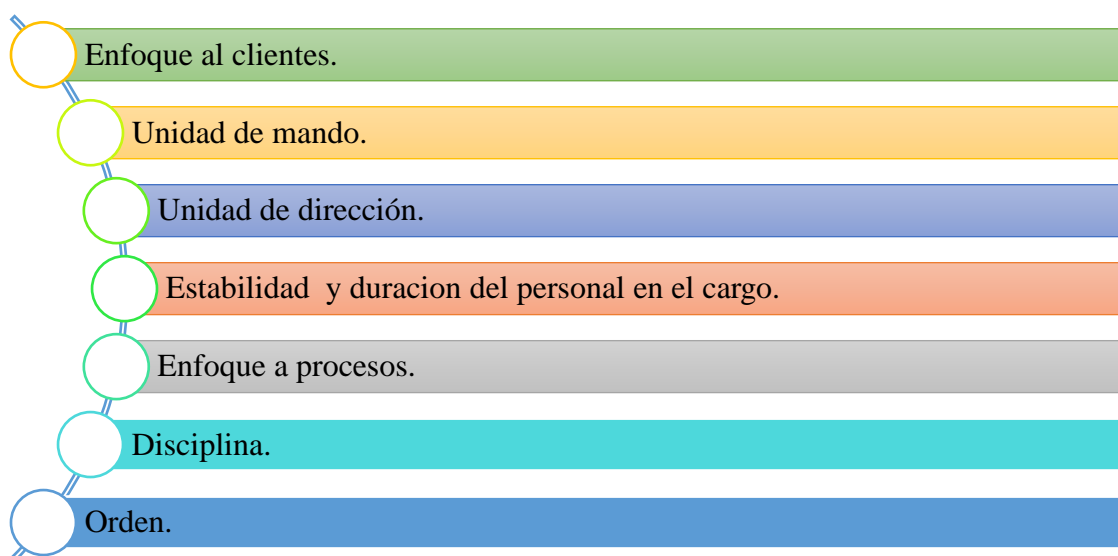 Enfoque al clientes.
Unidad de mando.
Unidad de dirección.
Estabilidad  y duracion del personal en el cargo.
Enfoque a procesos.
Disciplina.
Orden.